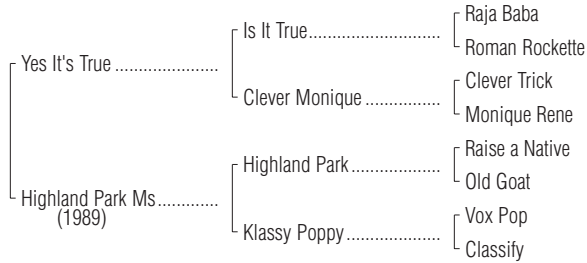 Raja Baba
Is It True
Roman Rockette
Yes It's True
Clever Trick
Clever Monique
Monique Rene
Raise a Native
Highland Park
Old Goat
Highland Park Ms
(1989)
Vox Pop
Klassy Poppy
Classify